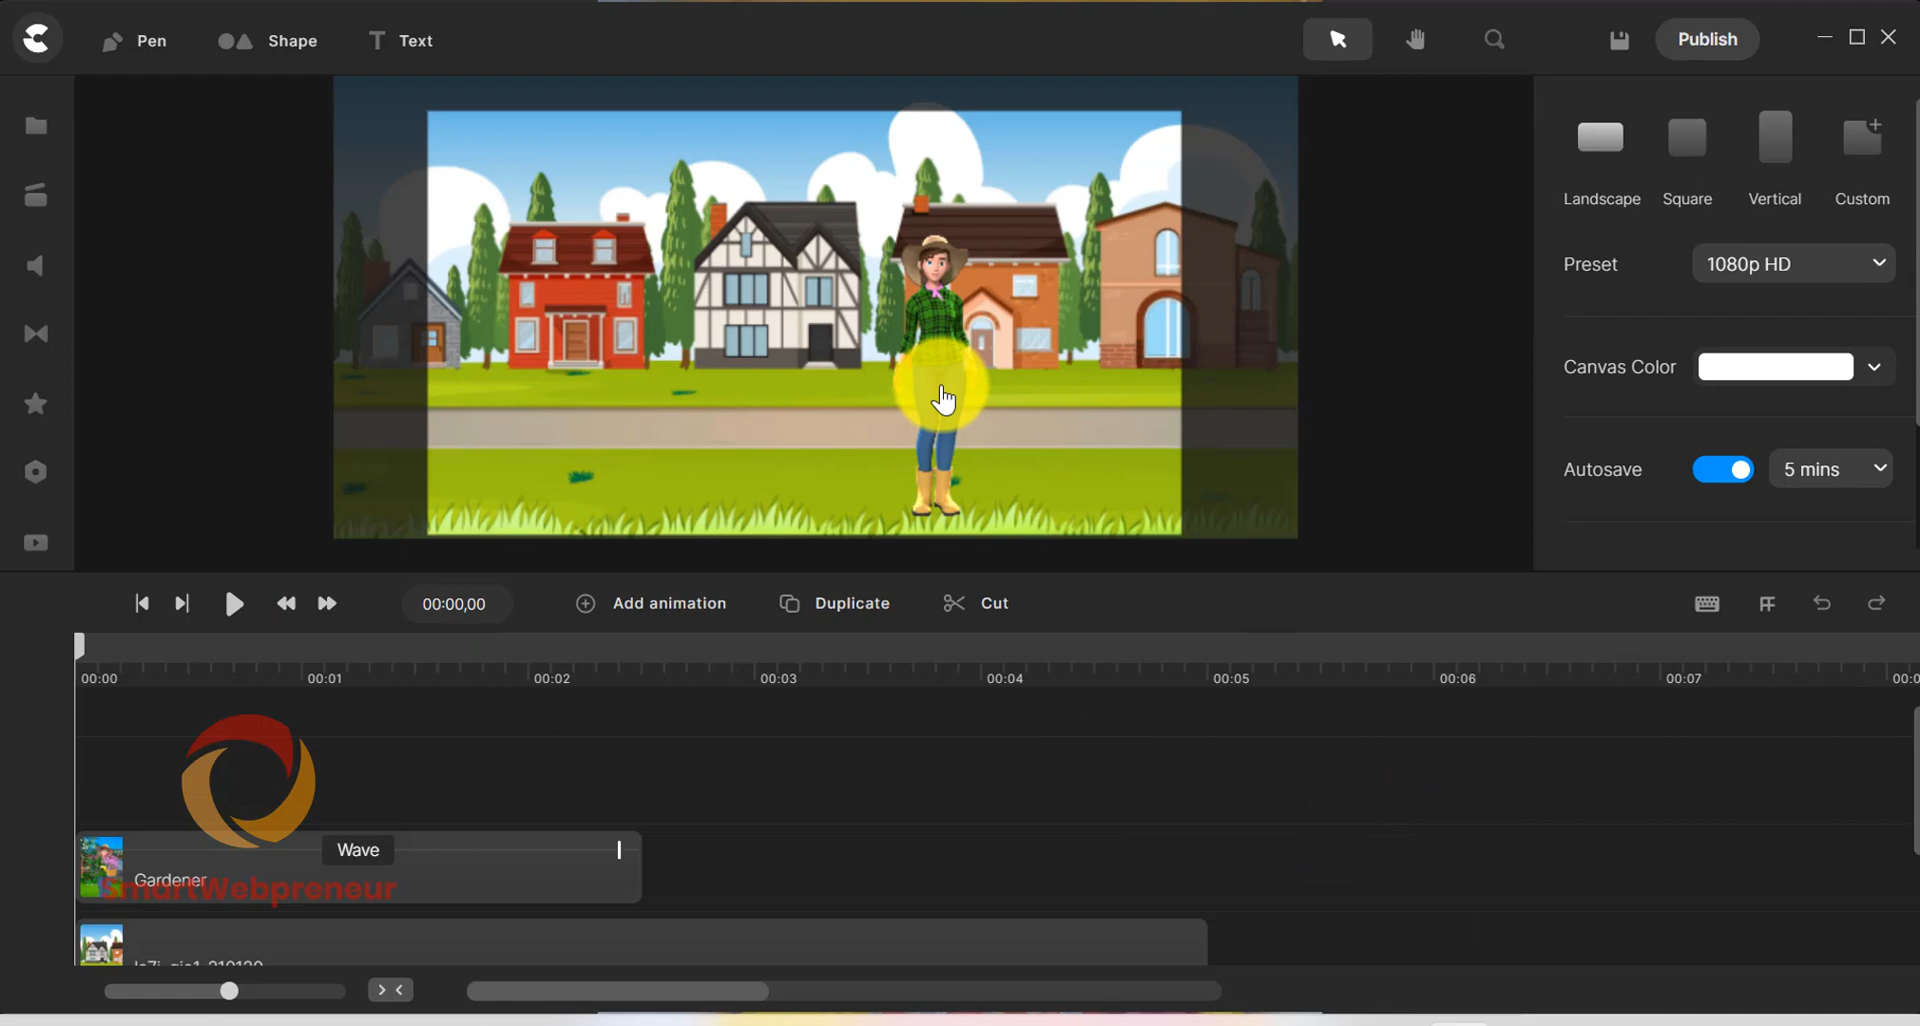 Pen
Shape
Text
Publish
Landscape
Square
Vertical
Custom
Preset
1080p HD
Canvas Color
Autosave
5 mins
00:00,00
Add animation
Duplicate
Cut
00:00
00:01
00:02
00:03
00:04
00:05
00:06
00:07
Wave
Gardener
SmartWebpreneur